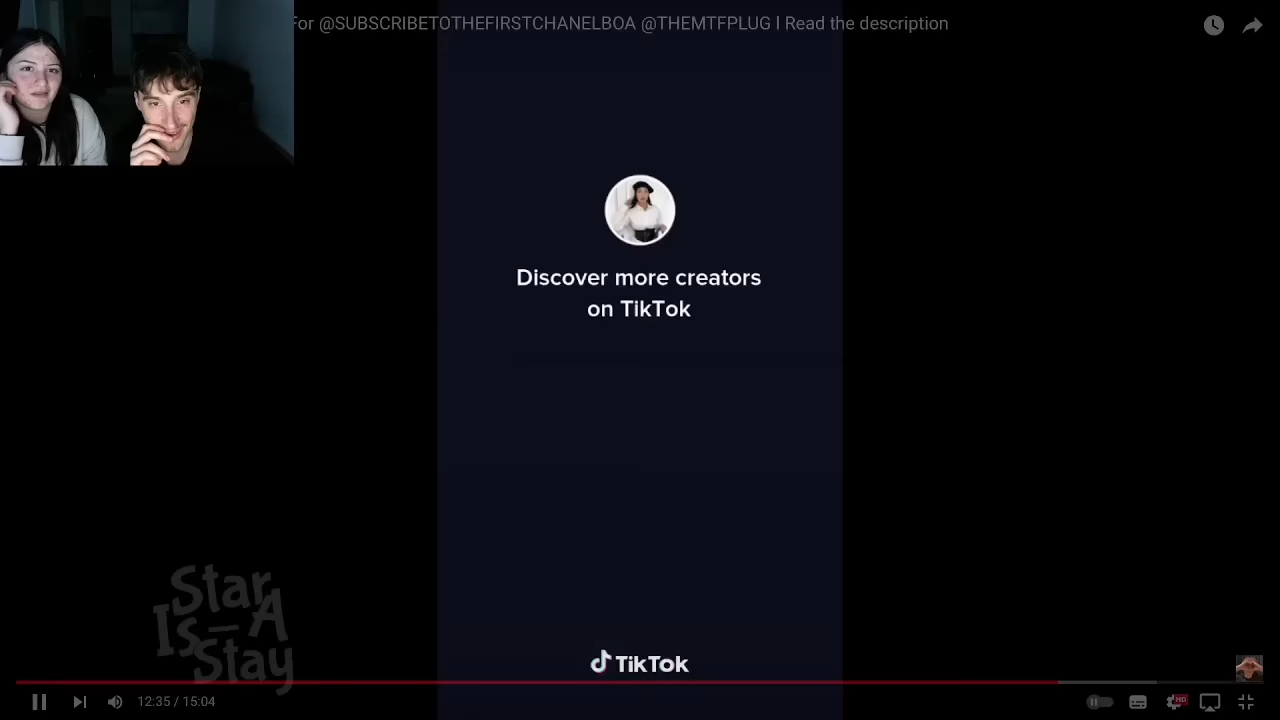 For @SUBSCRIBETOTHEFIRSTCHANELBOA @THEMTFPLUG I Read the description
Discover more creators
on TikTok
Star
Is-A
Stay
TikTok
12:35 / 15:04
HD